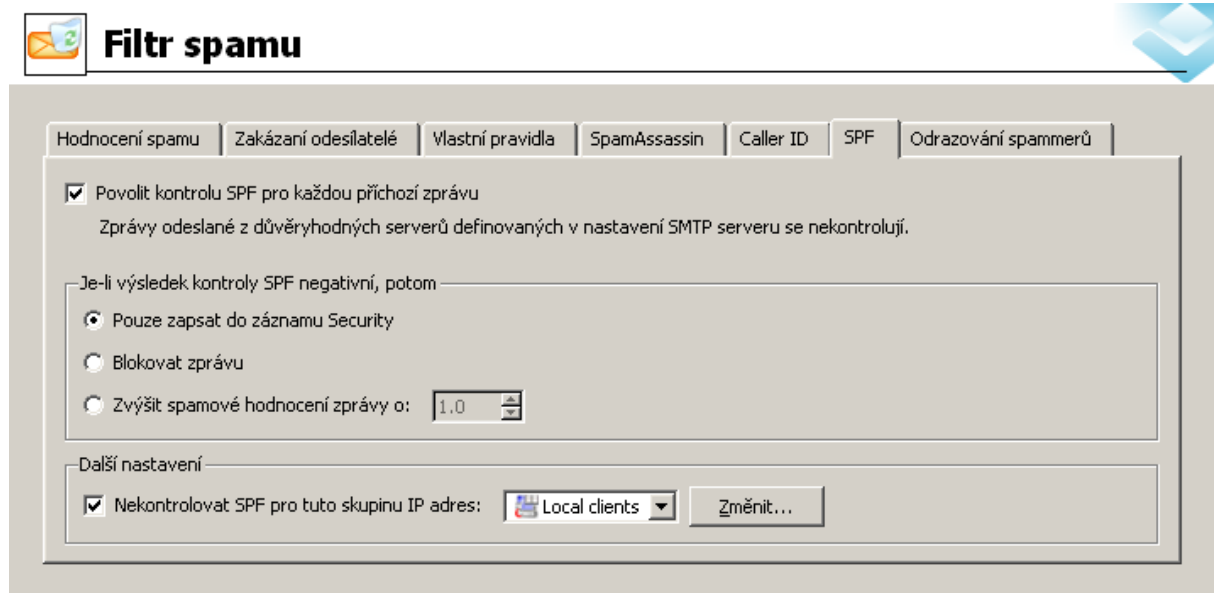 Filtr spamu
Hodnocení spamu Zakázaní odesílatelé Vlastní pravidla SpamAssassin Caller ID SPF Odrazování spammerů
Povolit kontrolu SPF pro každou příchozí zprávu
Zprávy odeslané z důvěryhodných serverů definovaných v nastavení SMTP serveru se nekontrolují.
Je-li výsledek kontroly SPF negativní, potom
Pouze zapsat do záznamu Security
Blokovat zprávu
Zvýšit spamové hodnocení zprávy o: 1.0
Další nastavení
Nekontrolovat SPF pro tuto skupinu IP adres: Local clients Změnit...